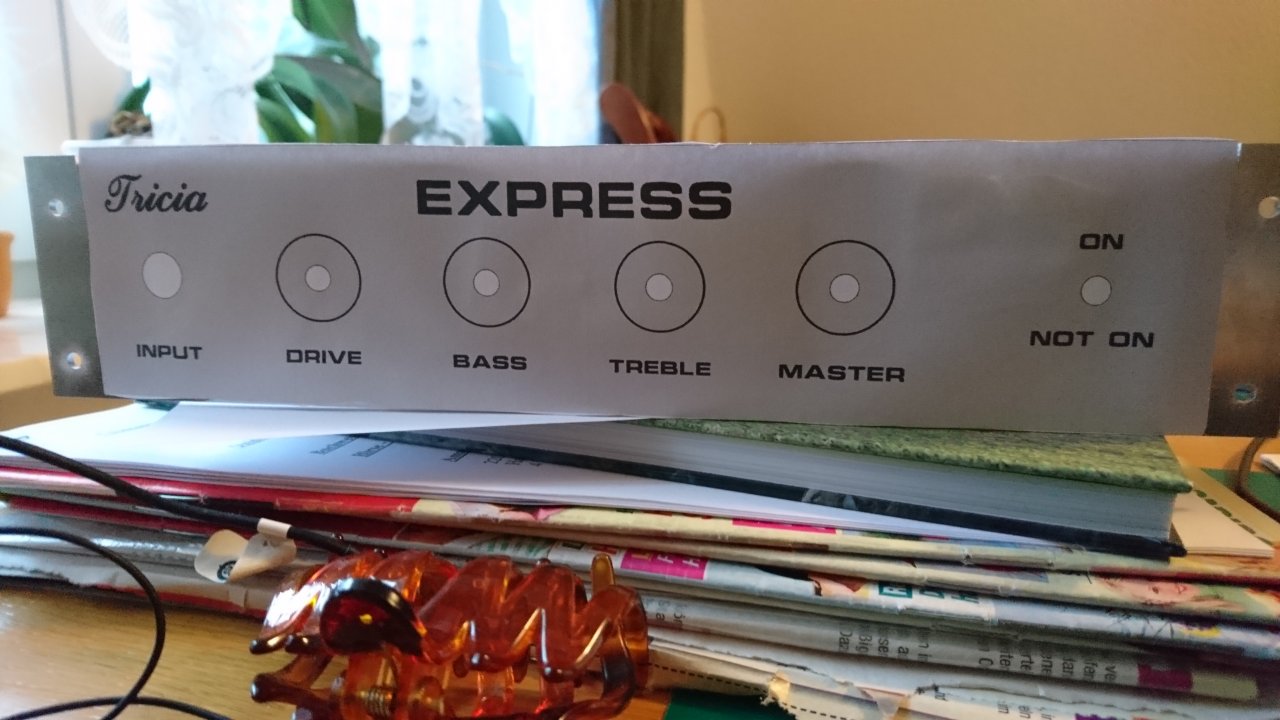 Tricia
EXPRESS
ON
INPUT
DRIVE
BASS
TREBLE
MASTER
NOT ON